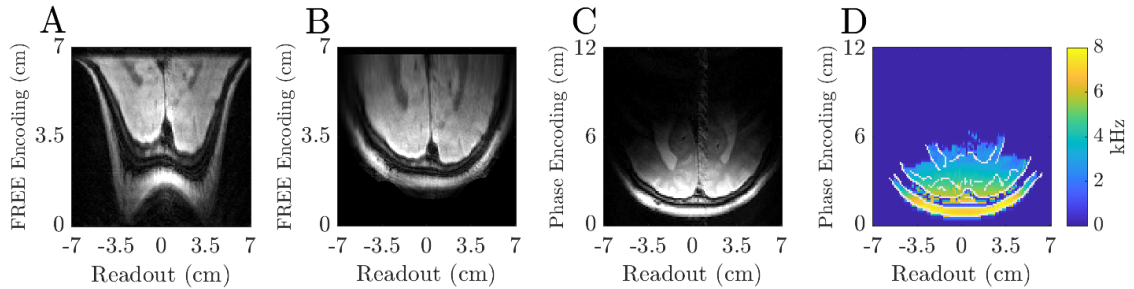 A
FREE Encoding (cm)
7
3.5
0
-7 -3.5 0 3.5 7
Readout (cm)
B
FREE Encoding (cm)
7
3.5
0
-7 -3.5 0 3.5 7
Readout (cm)
C
Phase Encoding (cm)
12
6
0
-7 -3.5 0 3.5 7
Readout (cm)
D
Phase Encoding (cm)
12
6
0
-7 -3.5 0 3.5 7
Readout (cm)
8
6
4
2
0
kHz